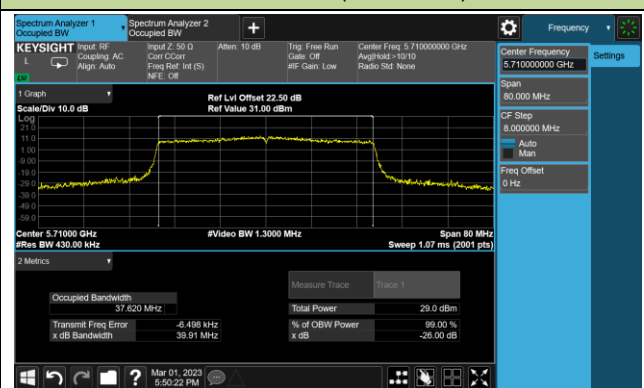 Spectrum Analyzer 1
Occupied BW
Spectrum Analyzer 2
Occupied BW
Frequency
KEYSIGHT
L
Input: RF
Coupling: AC
Align: Auto
Input Z: 50 Ω
Corr CCorr
Freq Ref: Int (S)
NFE: Off
Atten: 10 dB
Trig: Free Run
Gate: Off
#IF Gain: Low
Center Freq: 5.710000000 GHz
Avg|Hold:>10/10
Radio Std: None
Center Frequency
5.710000000 GHz
Settings
Span
80.000 MHz
CF Step
8.000000 MHz
Auto
Man
Freq Offset
0 Hz
1 Graph
Scale/Div 10.0 dB
Ref Lvl Offset 22.50 dB
Ref Value 31.00 dBm
Log
21.0
11.0
1.00
-9.00
-19.0
-29.0
-39.0
-49.0
-59.0
Center 5.71000 GHz
#Res BW 430.00 kHz
#Video BW 1.3000 MHz
Span 80 MHz
Sweep 1.07 ms (2001 pts)
2 Metrics
Measure Trace
Trace 1
Occupied Bandwidth
37.620 MHz
Total Power
29.0 dBm
Transmit Freq Error
-6.498 kHz
% of OBW Power
99.00 %
x dB Bandwidth
39.91 MHz
x dB
-26.00 dB
Mar 01, 2023
5:50:22 PM